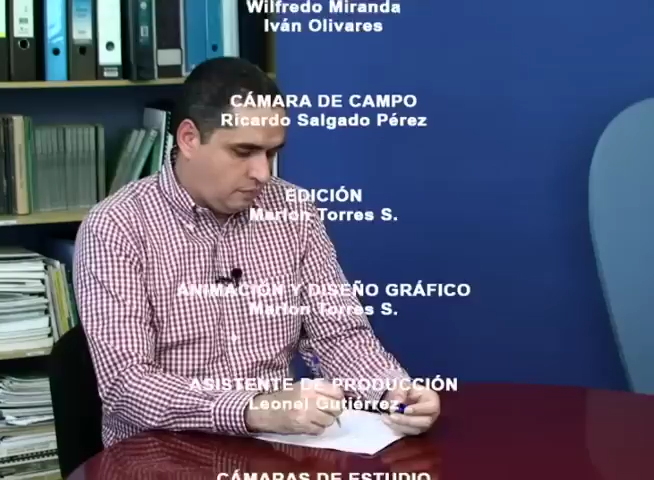 Wilfredo Miranda
Iván Olivares
CÁMARA DE CAMPO
Ricardo Salgado Pérez
EDICIÓN
Marlon Torres S.
ANIMACIÓN Y DISEÑO GRÁFICO
Marlon Torres S.
ASISTENTE DE PRODUCCIÓN
Leonel Gutiérrez
CÁMARAS DE ESTUDIO